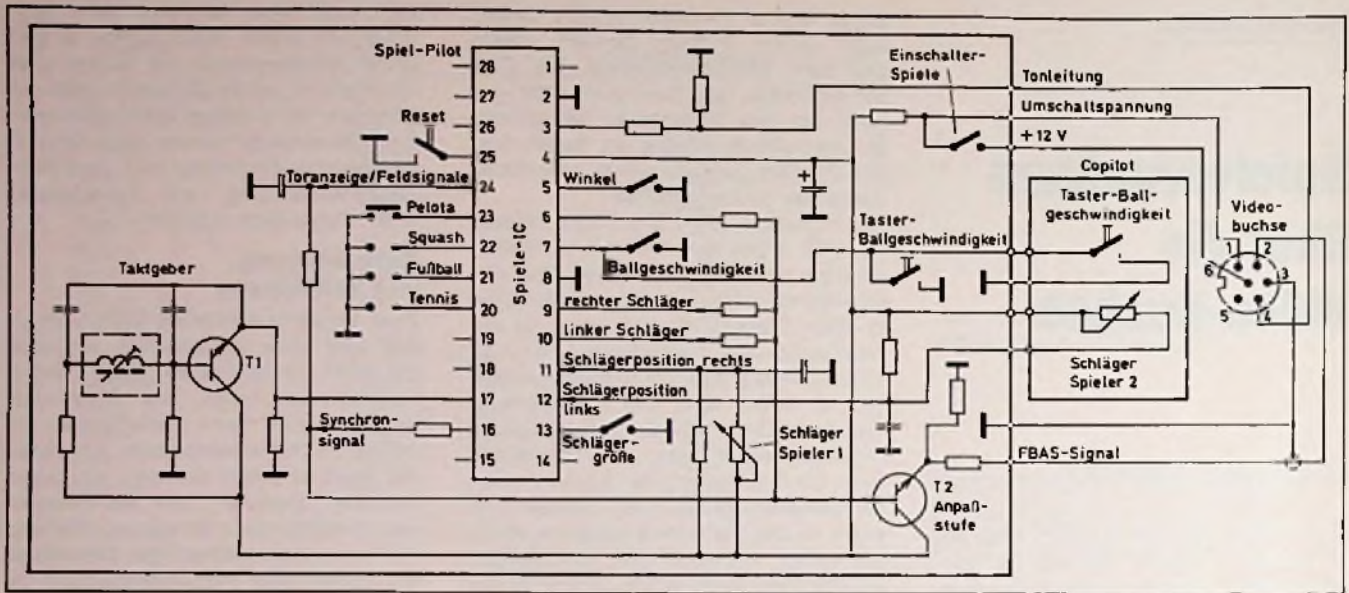 Spiel-Pilot
28
27
26
Reset
25
Toranzeige/Feldsignale
24
Pelota
23
Squash
22
Fußball
21
Tennis
20
19
18
17
Synchron-
signal
16
15
Taktgeber
T1
Spiele-IC
1
2
3
4
5
Winkel
6
7
Ballgeschwindigkeit
8
9
rechter Schläger
10
linker Schläger
11
Schlägerposition rechts
12
Schlägerposition
links
13
Schläger-
größe
14
Schläger
Spieler 1
+
Taster-
Ballgeschwindigkeit
Einschalter-
Spiele
T2
Anpaß-
stufe
Tonleitung
Umschaltspannung
+12 V
Copilot
Taster-Ball-
geschwindigkeit
Schläger
Spieler 2
FBAS-Signal
Video-
buchse
1
2
3
4
5
6